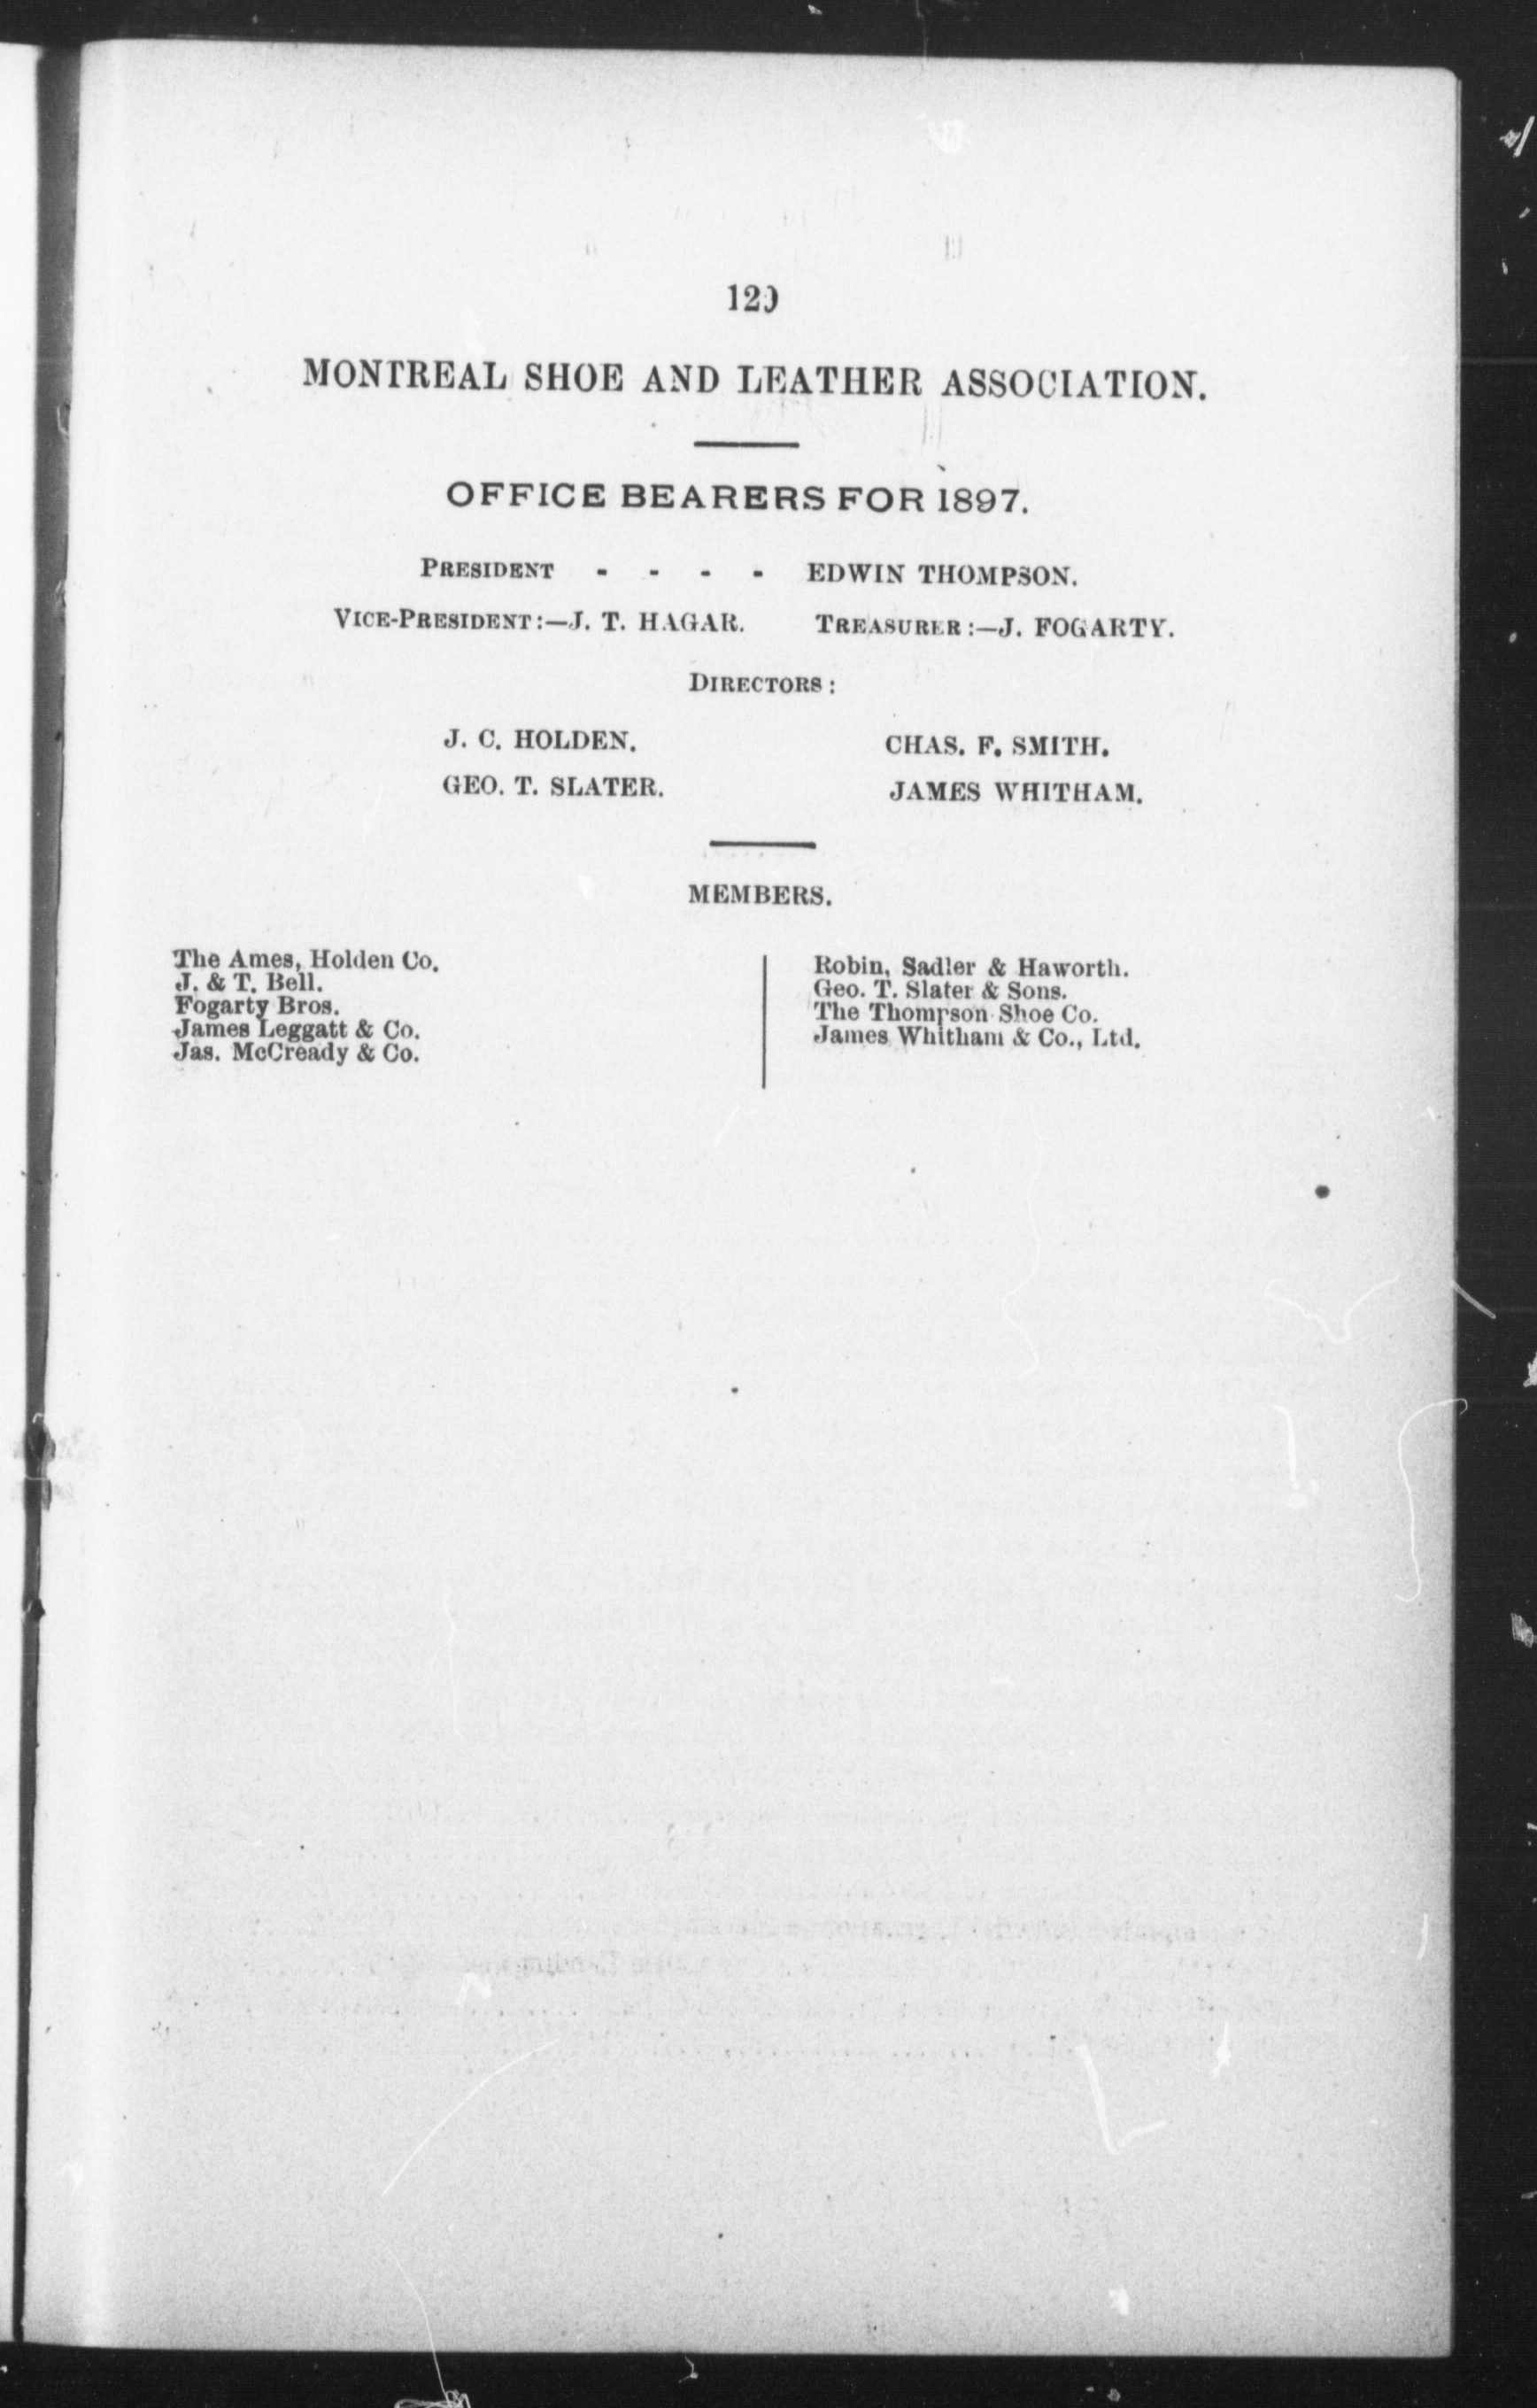 MONTREAL SHOE AND LEATHER ASSOCIATION.
OFFICE BEARERS FOR 1897.
PRESIDENT - - - - EDWIN THOMPSON.
VICE-PRESIDENT:—J. T. HAGAR. TREASURER:—J. FOGARTY.
DIRECTORS:
J. C. HOLDEN. CHAS. F. SMITH.
GEO. T. SLATER. JAMES WHITHAM.
MEMBERS.
The Ames, Holden Co.
J. & T. Bell.
Fogarty Bros.
James Leggatt & Co.
Jas. McCready & Co.
Robin, Sadler & Haworth.
Geo. T. Slater & Sons.
The Thompson Shoe Co.
James Whitham & Co., Ltd.